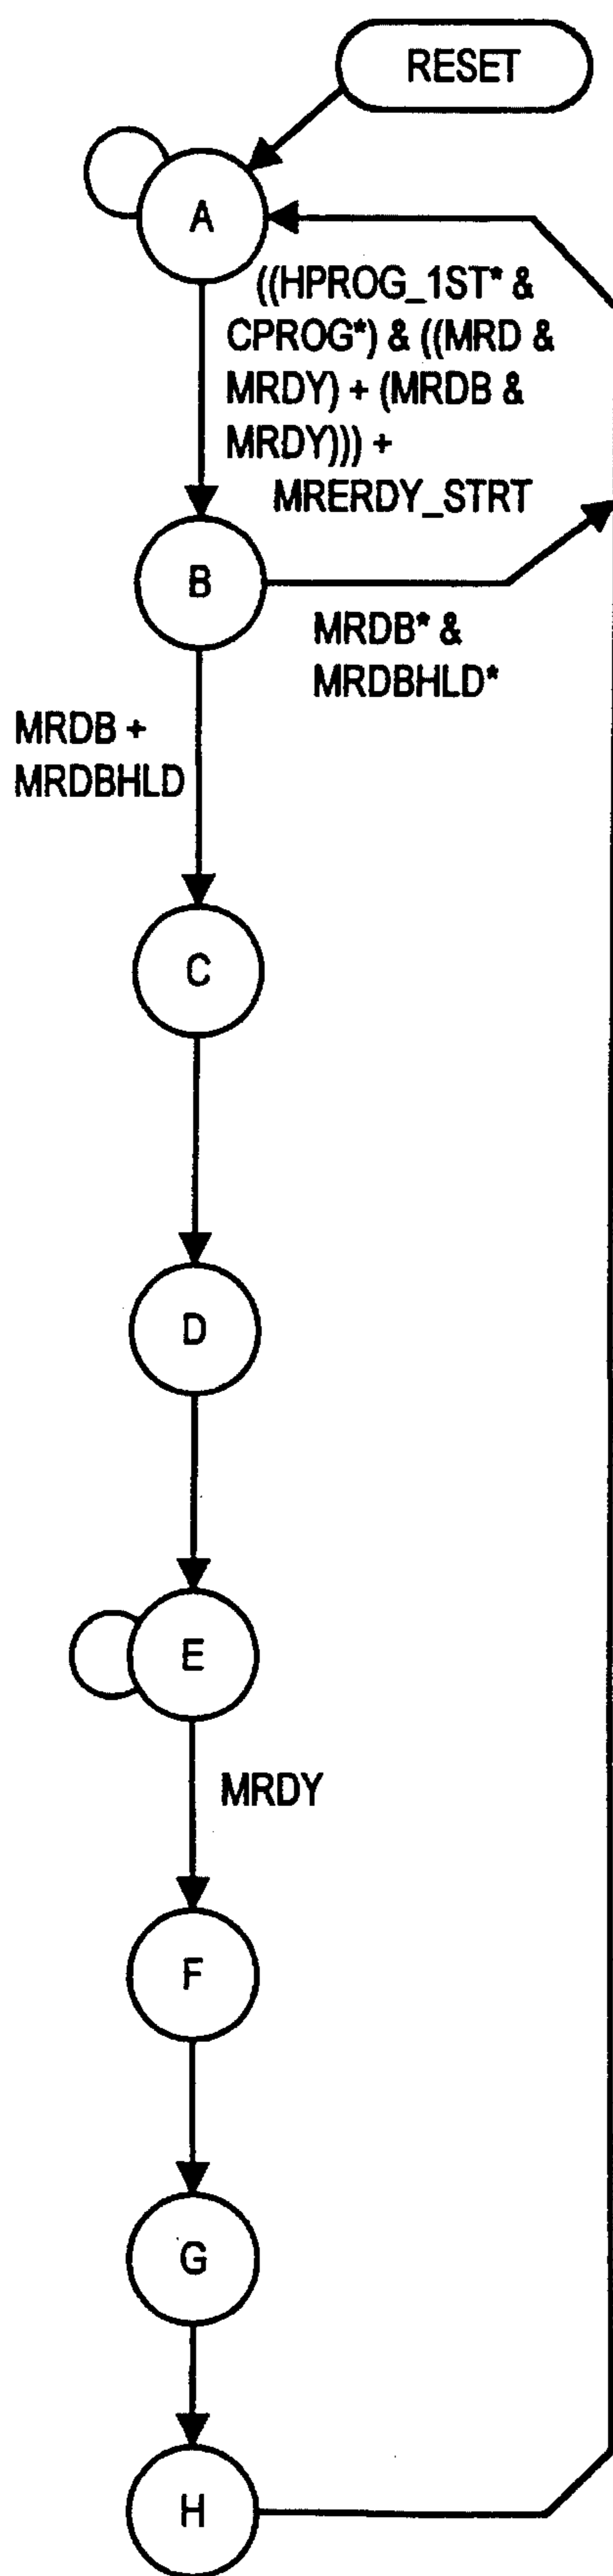 RESET
A
((HPROG_1ST* &
CPROG*) & ((MRD &
MRDY) + (MRDB &
MRDY))) +
MRERDY_STRT
B
MRDB* &
MRDBHLD*
MRDB +
MRDBHLD
C
D
E
MRDY
F
G
H